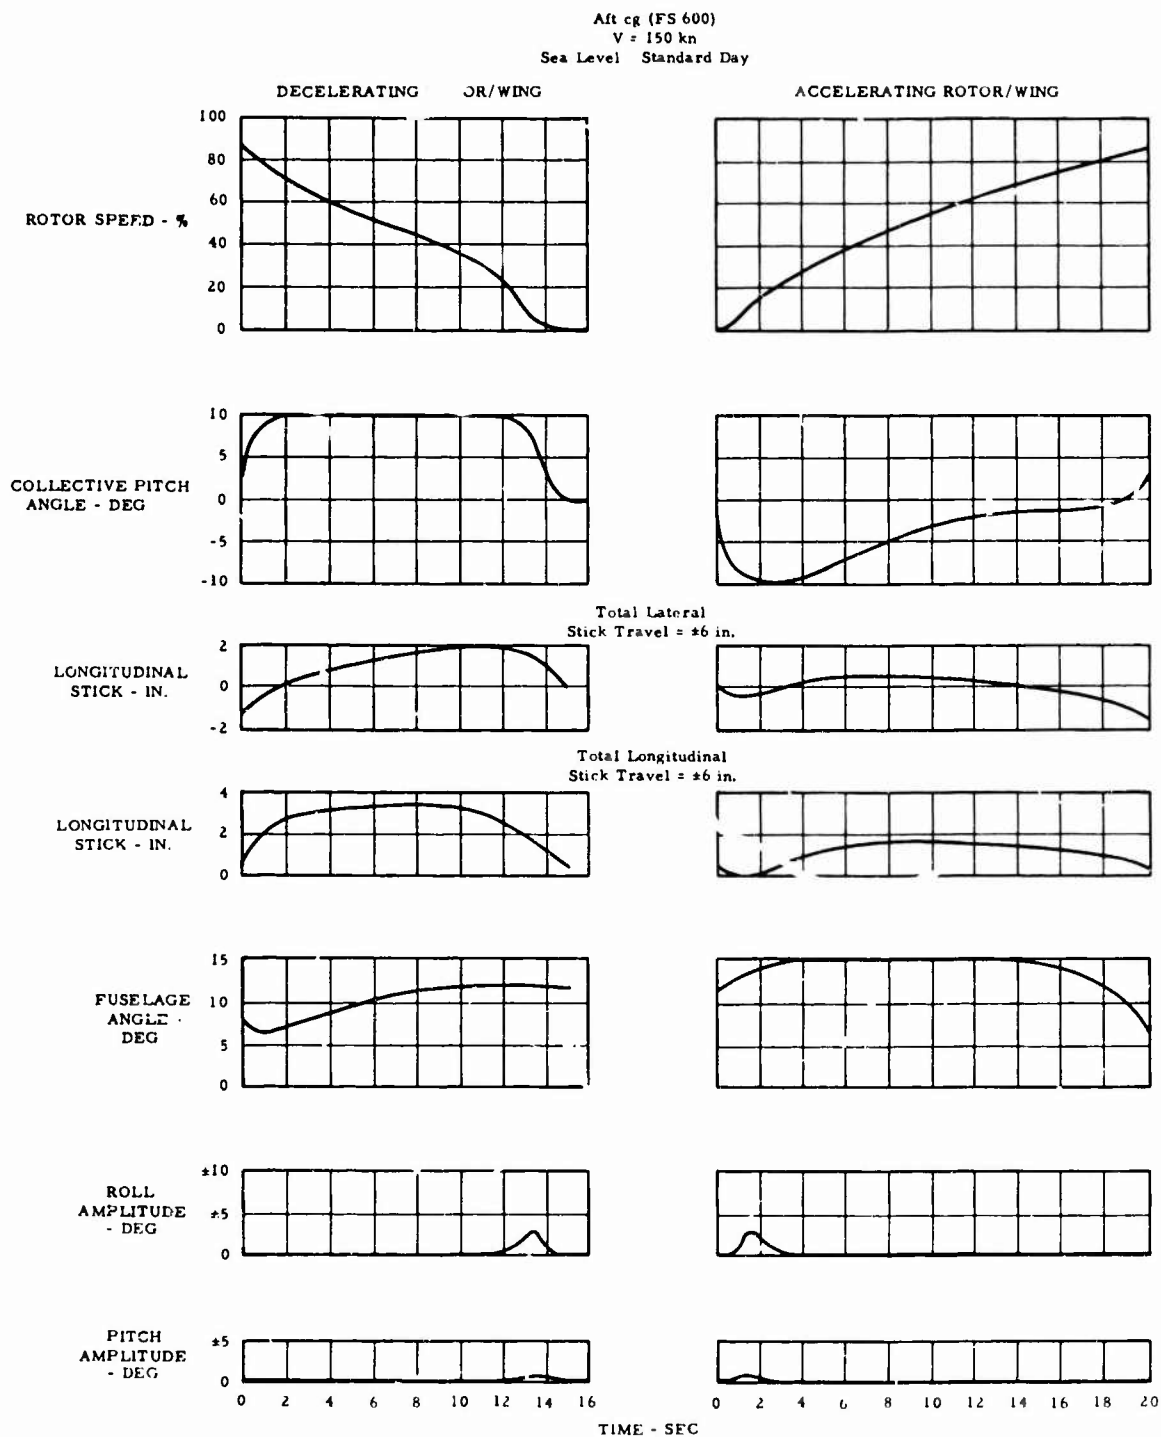 Aft cg (FS 600)
V = 150 kn
Sea Level Standard Day
DECELERATING OR/WING
ACCELERATING ROTOR/WING
100
80
60
40
20
0
ROTOR SPEED - %
10
5
0
-5
-10
COLLECTIVE PITCH
ANGLE - DEG
Total Lateral
Stick Travel = ±6 in.
2
0
-2
LONGITUDINAL
STICK - IN.
Total Longitudinal
Stick Travel = ±6 in.
4
2
0
LONGITUDINAL
STICK - IN.
15
10
5
0
FUSELAGE
ANGLE -
DEG
±10
±5
0
ROLL
AMPLITUDE
- DEG
±5
0
PITCH
AMPLITUDE
- DEG
0 2 4 6 8 10 12 14 16
0 2 4 6 8 10 12 14 16 18 20
TIME - SEC